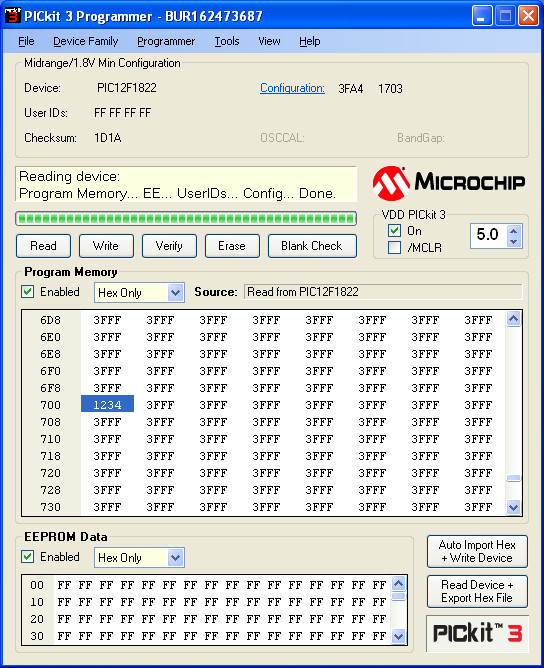 PICkit 3 Programmer - BUR162473687
File Device Family Programmer Tools View Help
Midrange/1.8V Min Configuration
Device: PIC12F1822 Configuration: 3FA4 1703
User IDs: FF FF FF FF
Checksum: 1D1A OSCCAL: BandGap:
Reading device:
Program Memory... EE... UserIDs... Config... Done.
MICROCHIP
VDD PICkit 3
On
/MCLR
5.0
Read Write Verify Erase Blank Check
Program Memory
Enabled Hex Only Source: Read from PIC12F1822
6D8 3FFF 3FFF 3FFF 3FFF 3FFF 3FFF 3FFF 3FFF
6E0 3FFF 3FFF 3FFF 3FFF 3FFF 3FFF 3FFF 3FFF
6E8 3FFF 3FFF 3FFF 3FFF 3FFF 3FFF 3FFF 3FFF
6F0 3FFF 3FFF 3FFF 3FFF 3FFF 3FFF 3FFF 3FFF
6F8 3FFF 3FFF 3FFF 3FFF 3FFF 3FFF 3FFF 3FFF
700 1234 3FFF 3FFF 3FFF 3FFF 3FFF 3FFF 3FFF
708 3FFF 3FFF 3FFF 3FFF 3FFF 3FFF 3FFF 3FFF
710 3FFF 3FFF 3FFF 3FFF 3FFF 3FFF 3FFF 3FFF
718 3FFF 3FFF 3FFF 3FFF 3FFF 3FFF 3FFF 3FFF
720 3FFF 3FFF 3FFF 3FFF 3FFF 3FFF 3FFF 3FFF
728 3FFF 3FFF 3FFF 3FFF 3FFF 3FFF 3FFF 3FFF
730 3FFF 3FFF 3FFF 3FFF 3FFF 3FFF 3FFF 3FFF
EEPROM Data
Enabled Hex Only
00 FF FF FF FF FF FF FF FF FF FF FF FF FF FF FF FF
10 FF FF FF FF FF FF FF FF FF FF FF FF FF FF FF FF
20 FF FF FF FF FF FF FF FF FF FF FF FF FF FF FF FF
30 FF FF FF FF FF FF FF FF FF FF FF FF FF FF FF FF
Auto Import Hex
+ Write Device
Read Device +
Export Hex File
PICkit™ 3